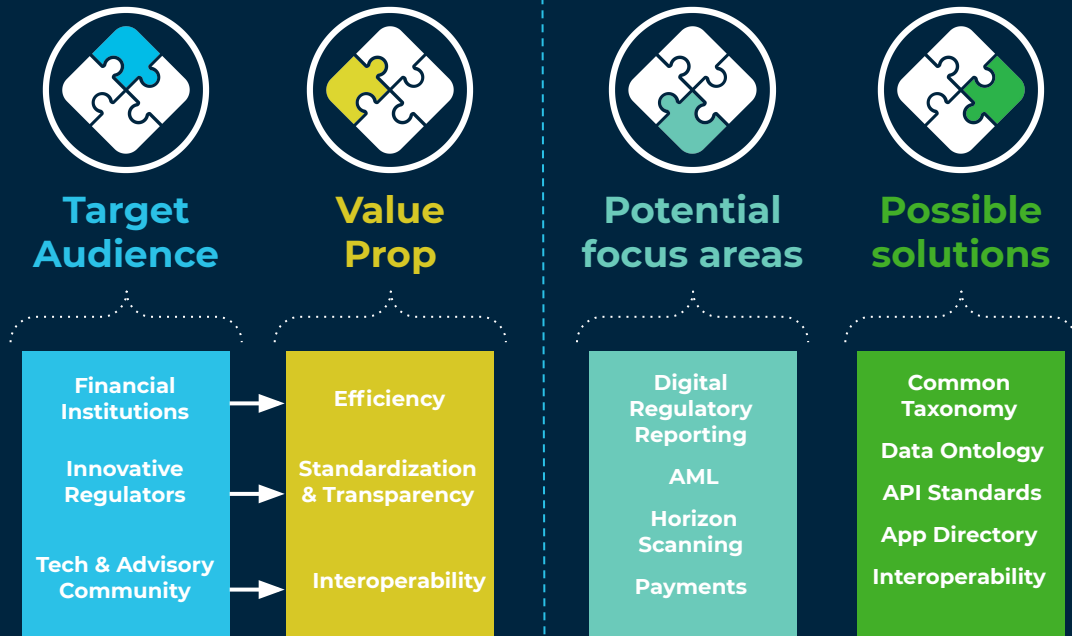 Target
Audience
Value
Prop
Potential
focus areas
Possible
solutions
Financial
Institutions
Innovative
Regulators
Tech & Advisory
Community
Efficiency
Standardization
& Transparency
Interoperability
Digital
Regulatory
Reporting
AML
Horizon
Scanning
Payments
Common
Taxonomy
Data Ontology
API Standards
App Directory
Interoperability